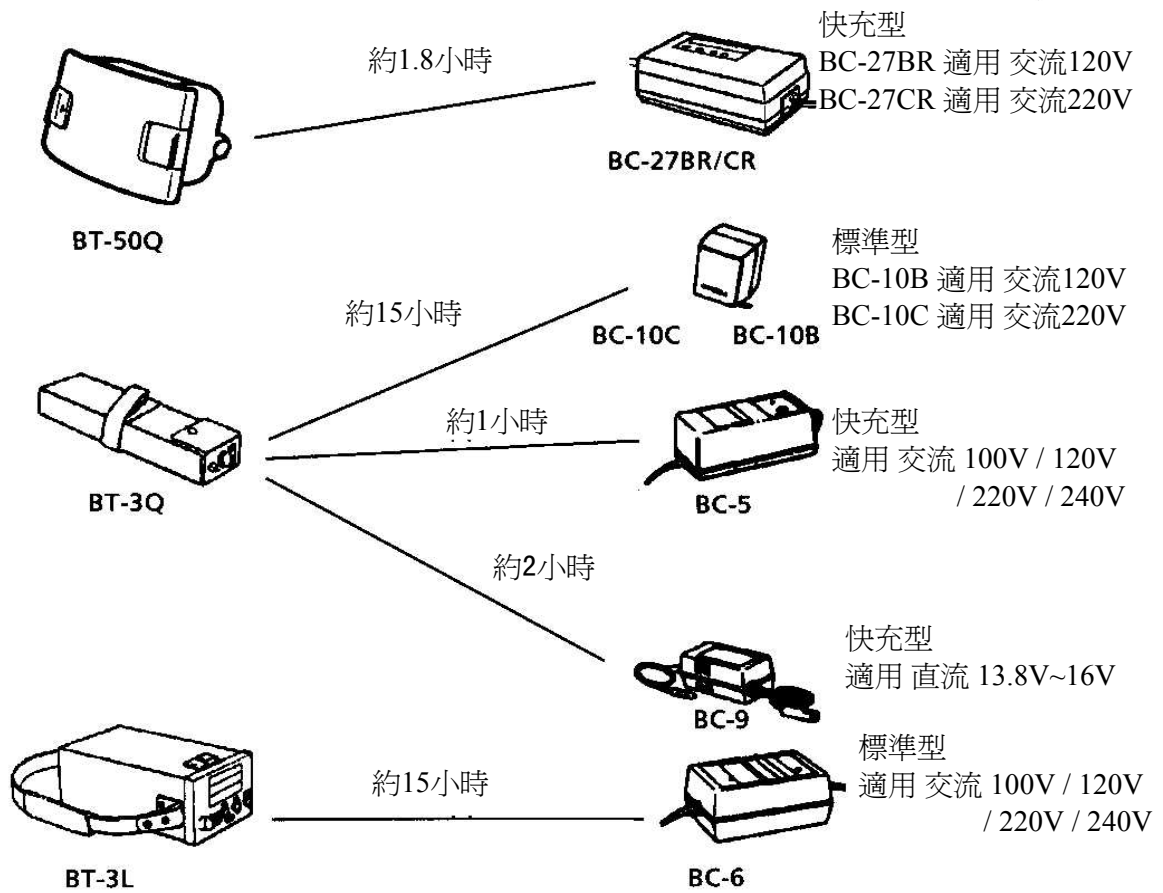 快充型
約1.8小時
BC-27BR 適用 交流120V
BC-27CR 適用 交流220V
BC-27BR/CR
BT-50Q
標準型
BC-10B 適用 交流120V
約15小時
BC-10C 適用 交流220V
BC-10C
BC-10B
約1小時
快充型
適用 交流 100V / 120V
/ 220V / 240V
BT-3Q
BC-5
約2小時
快充型
適用 直流 13.8V~16V
BC-9
標準型
約15小時
適用 交流 100V / 120V
/ 220V / 240V
BT-3L
BC-6